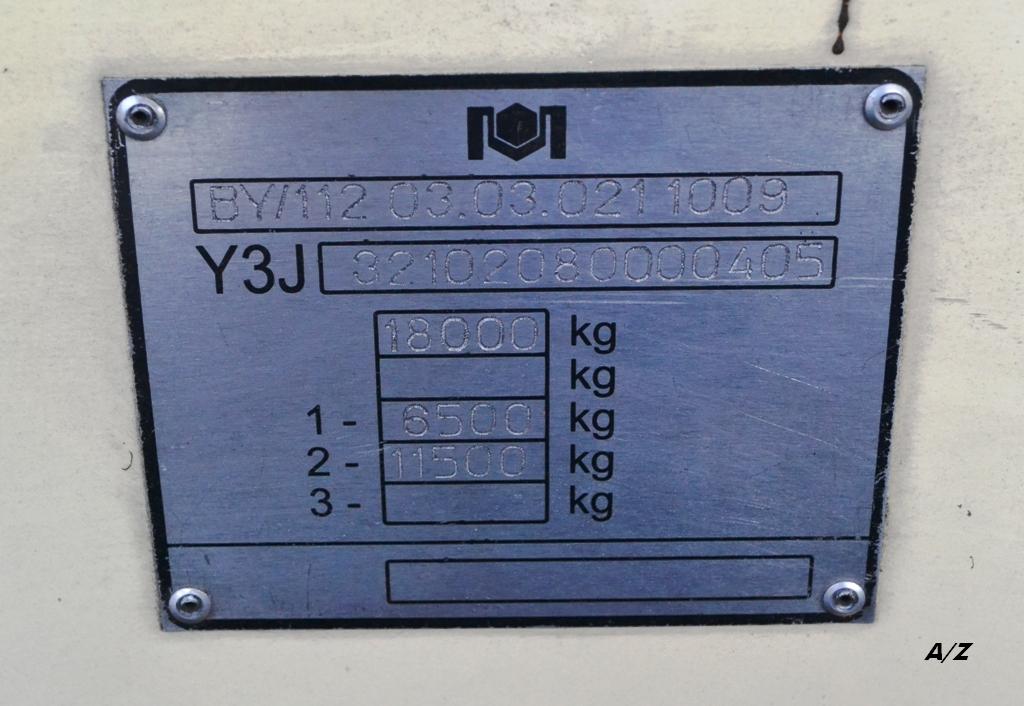 BY/112 03.03.021 1009
Y3J 32102080000405
18000 kg
kg
1 - 6500 kg
2 - 11500 kg
3 - kg
A/Z